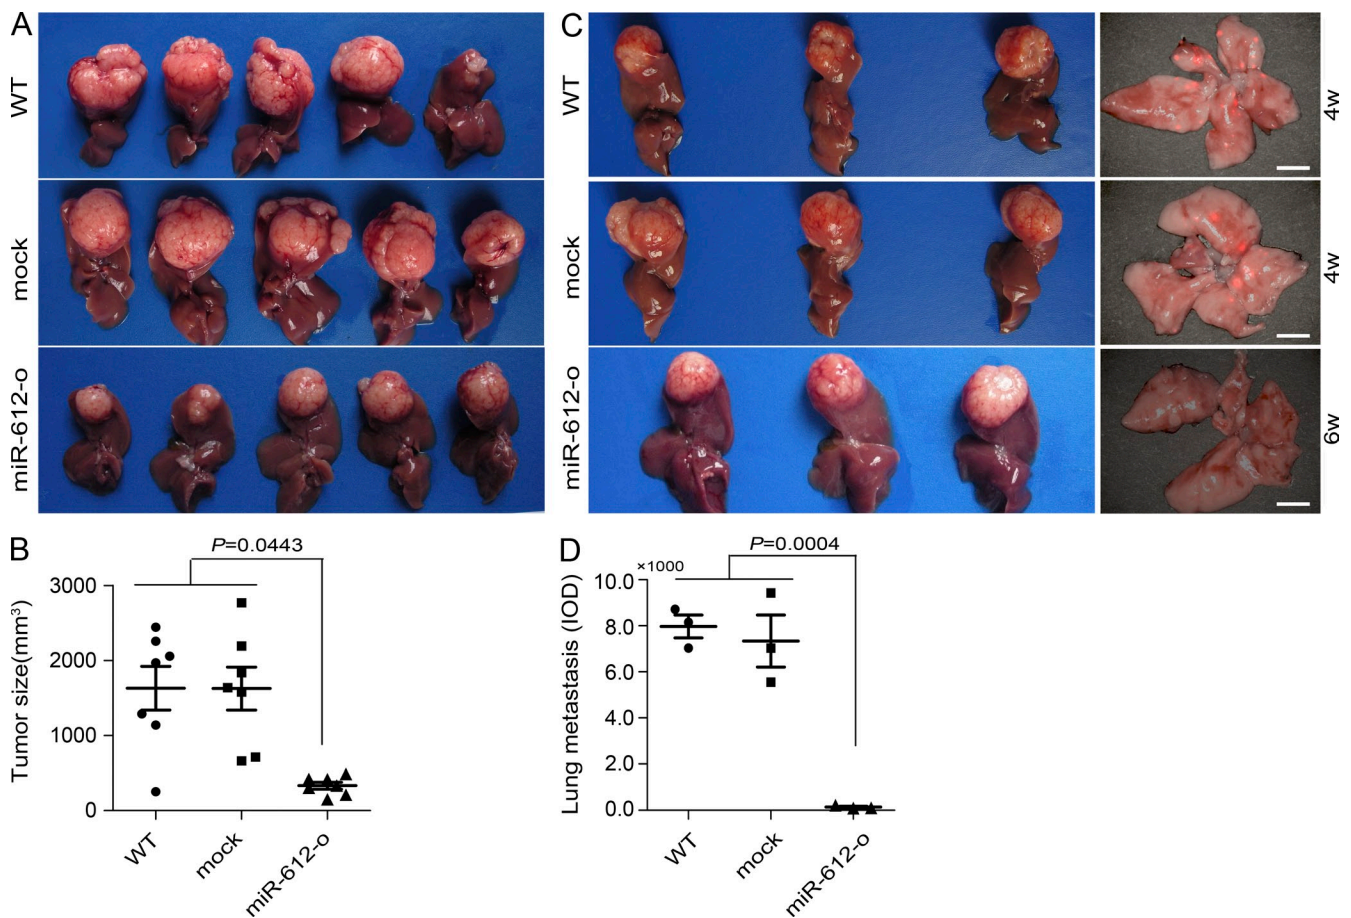 A
WT
mock
miR-612-o
C
WT
mock
miR-612-o
4w
4w
6w
B
P=0.0443
Tumor size(mm³)
3000
2000
1000
0
WT
mock
miR-612-o
D
P=0.0004
×1000
Lung metastasis (IOD)
10.0
8.0
6.0
4.0
2.0
0.0
WT
mock
miR-612-o